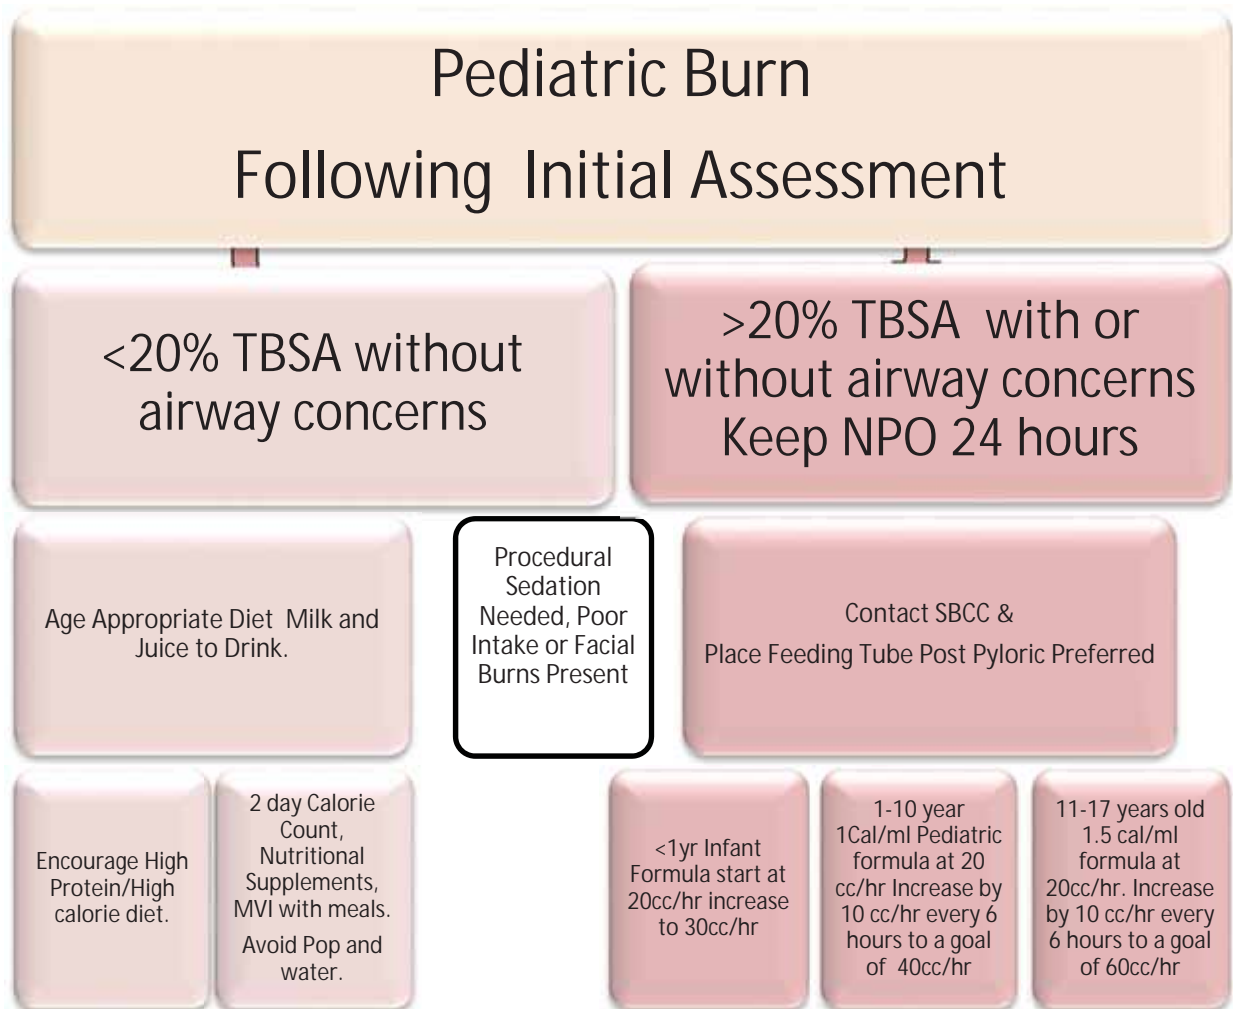 Pediatric Burn
Following Initial Assessment
<20% TBSA without
airway concerns
>20% TBSA with or
without airway concerns
Keep NPO 24 hours
Age Appropriate Diet Milk and
Juice to Drink.
Procedural
Sedation
Needed, Poor
Intake or Facial
Burns Present
Contact SBCC &
Place Feeding Tube Post Pyloric Preferred
Encourage High
Protein/High
calorie diet.
2 day Calorie
Count,
Nutritional
Supplements,
MVI with meals.
Avoid Pop and
water.
<1yr Infant
Formula start at
20cc/hr increase
to 30cc/hr
1-10 year
1Cal/ml Pediatric
formula at 20
cc/hr Increase by
10 cc/hr every 6
hours to a goal
of 40cc/hr
11-17 years old
1.5 cal/ml
formula at
20cc/hr. Increase
by 10 cc/hr every
6 hours to a goal
of 60cc/hr